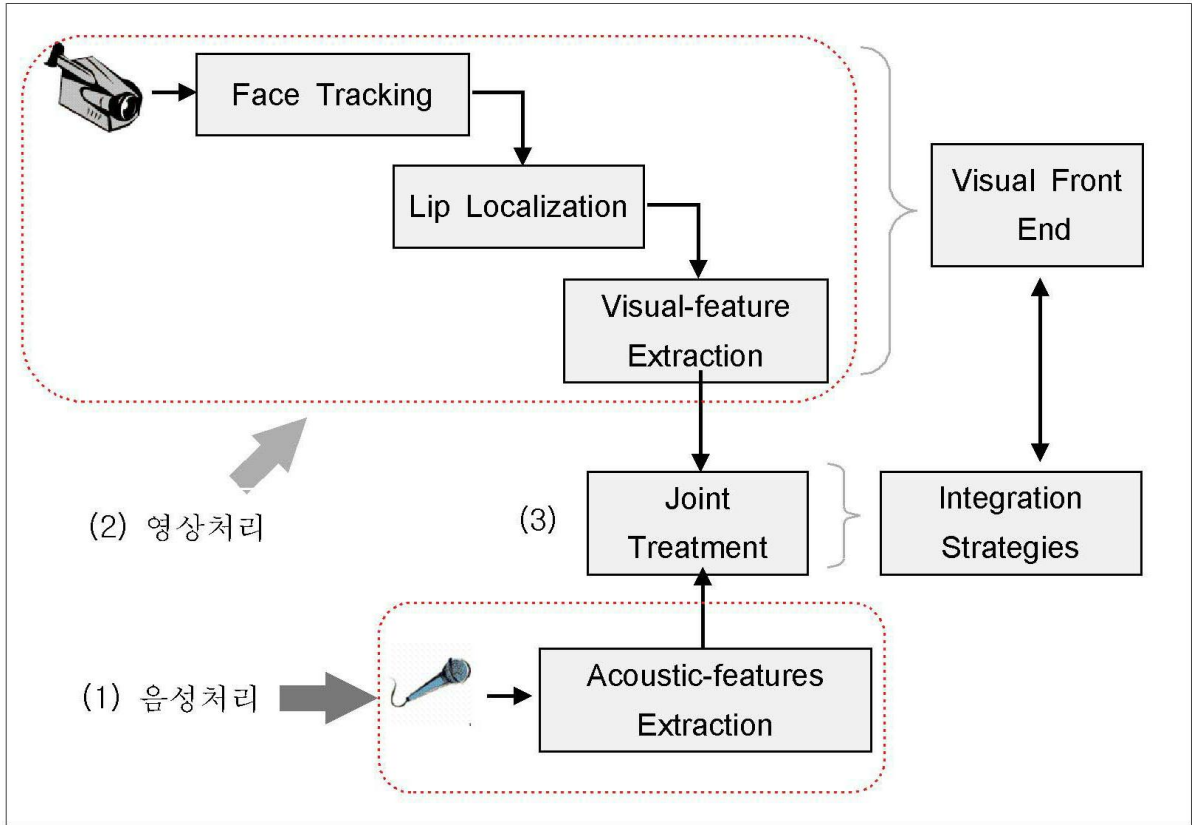 Face Tracking
Lip Localization
Visual-feature
Extraction
Visual Front
End
(2) 영상처리
(3)
Joint
Treatment
Integration
Strategies
(1) 음성처리
Acoustic-features
Extraction